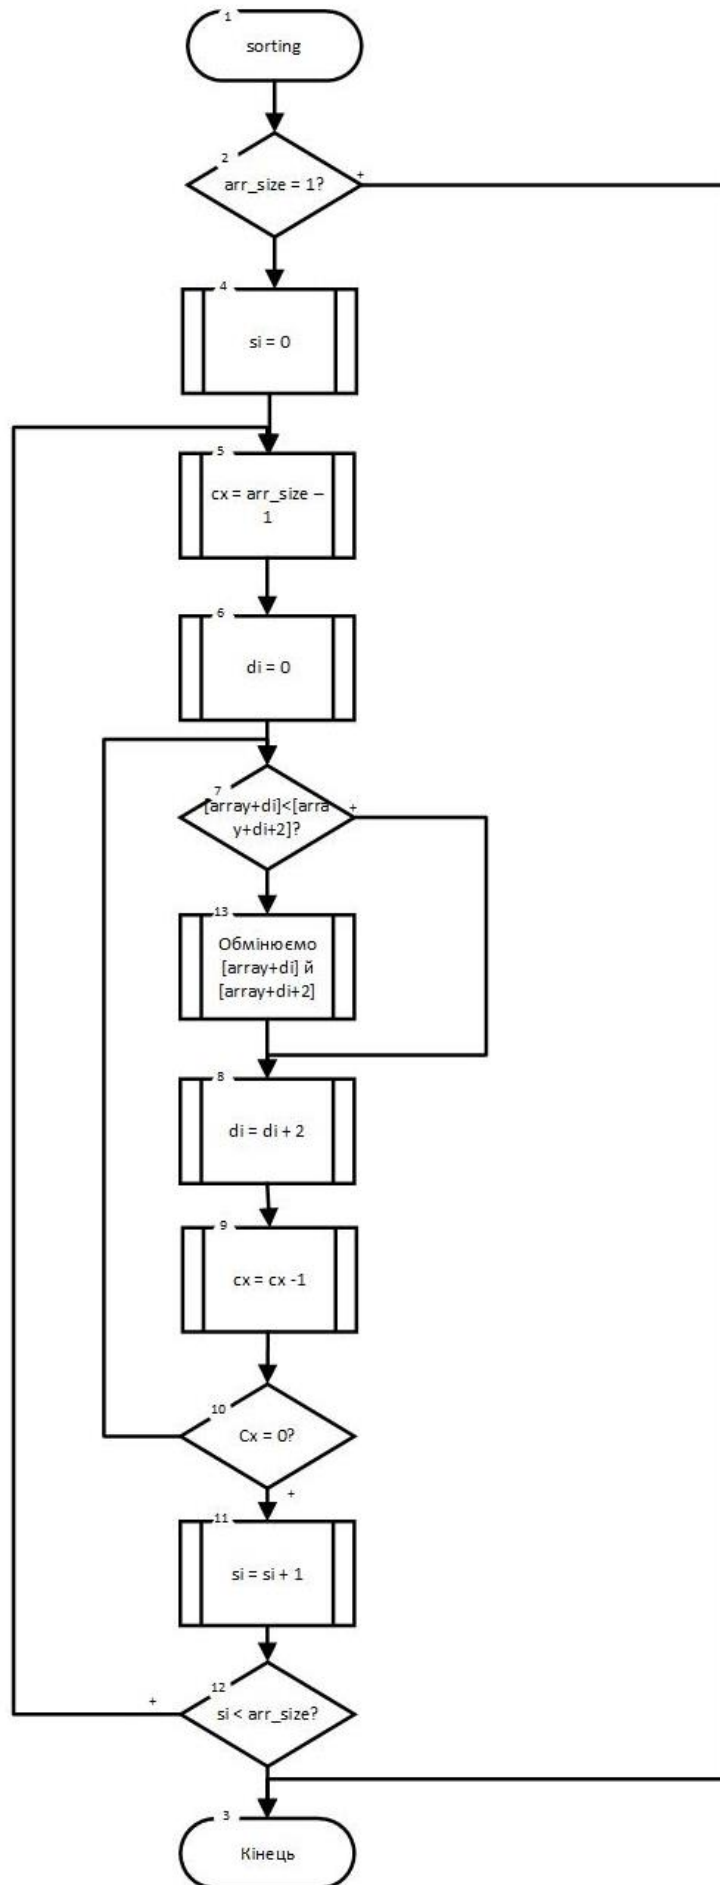 1
sorting
2
arr_size = 1?
+
4
si = 0
5
cx = arr_size –
1
6
di = 0
7
[array+di]<[arra
y+di+2]?
+
13
Обмінюємо
[array+di] й
[array+di+2]
8
di = di + 2
9
cx = cx -1
10
Cx = 0?
+
11
si = si + 1
12
si < arr_size?
+
3
Кінець